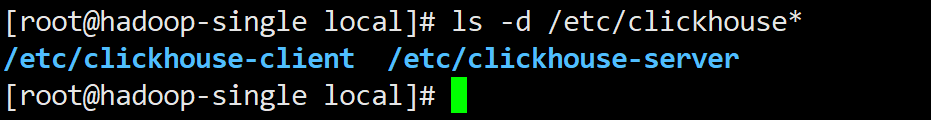 [root@hadoop-single local]# ls -d /etc/clickhouse*
/etc/clickhouse-client  /etc/clickhouse-server
[root@hadoop-single local]#